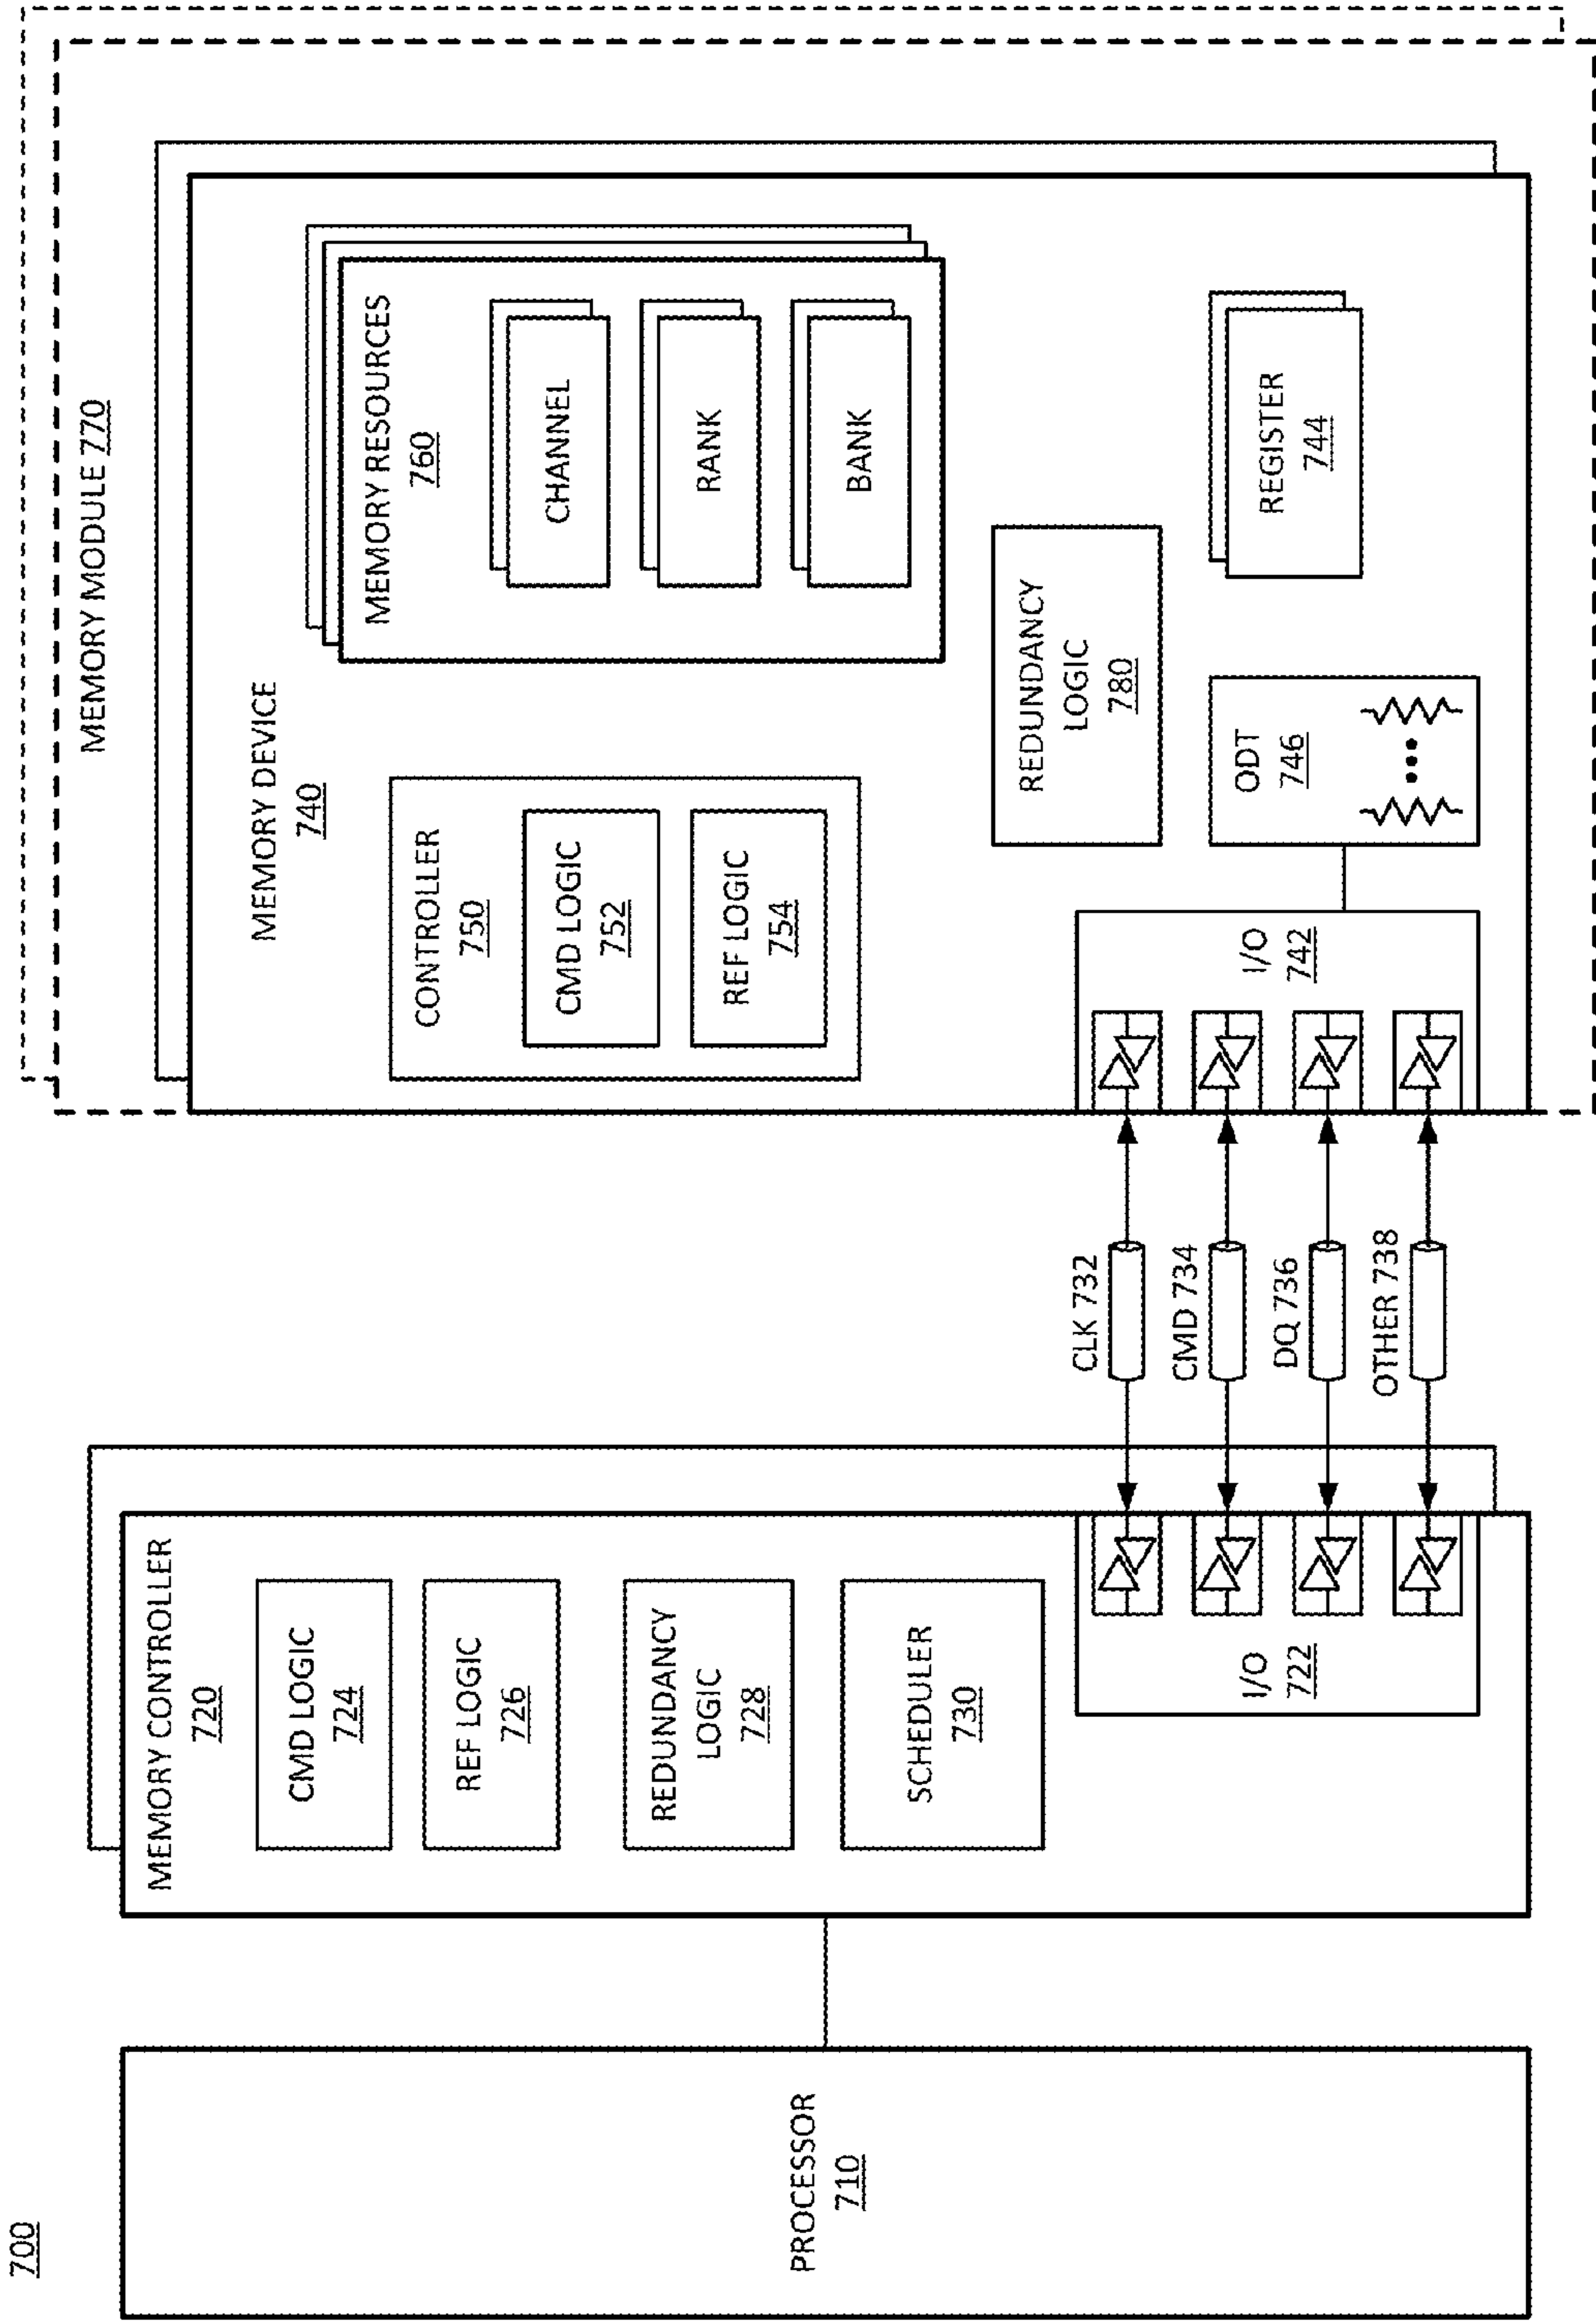 700
PROCESSOR
710
MEMORY CONTROLLER
720
CMD LOGIC
724
REF LOGIC
726
REDUNDANCY
LOGIC
728
SCHEDULER
730
I/O
722
CLK 732
CMD 734
DQ 736
OTHER 738
MEMORY MODULE 770
MEMORY DEVICE
740
CONTROLLER
750
CMD LOGIC
752
REF LOGIC
754
MEMORY RESOURCES
760
CHANNEL
RANK
BANK
REDUNDANCY
LOGIC
780
I/O
742
ODT
746
REGISTER
744